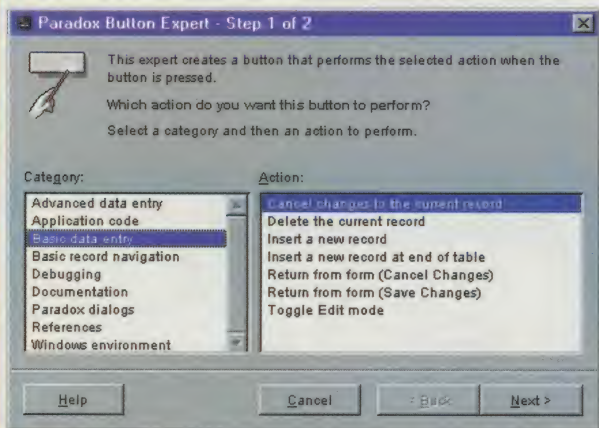 Paradox Button Expert - Step 1 of 2
This expert creates a button that performs the selected action when the
button is pressed.
Which action do you want this button to perform?
Select a category and then an action to perform.
Category:
Advanced data entry
Application code
Basic data entry
Basic record navigation
Debugging
Documentation
Paradox dialogs
References
Windows environment
Action:
Cancel changes to the current record
Delete the current record
Insert a new record
Insert a new record at end of table
Return from form (Cancel Changes)
Return from form (Save Changes)
Toggle Edit mode
Help
Cancel
< Back
Next >